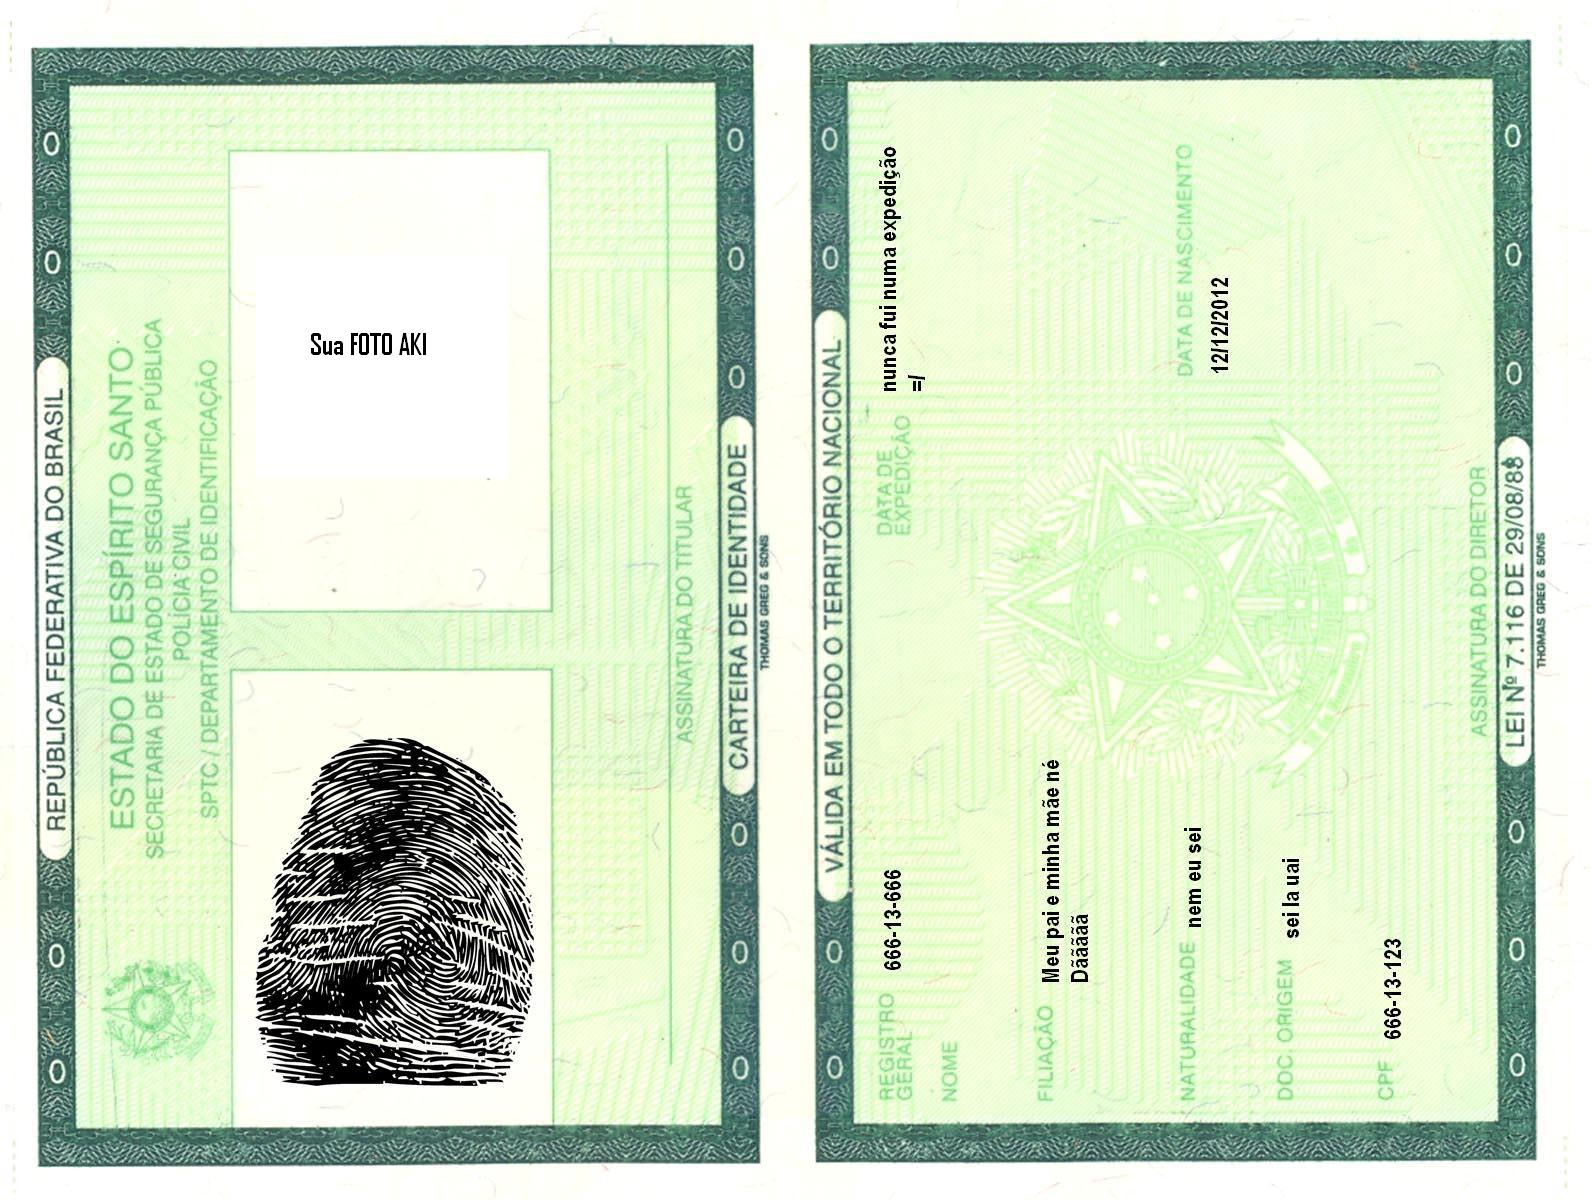 REPÚBLICA FEDERATIVA DO BRASIL
ESTADO DO ESPÍRITO SANTO
SECRETARIA DE ESTADO DE SEGURANÇA PÚBLICA
POLÍCIA CIVIL
SPTC / DEPARTAMENTO DE IDENTIFICAÇÃO
Sua FOTO AKI
ASSINATURA DO TITULAR
CARTEIRA DE IDENTIDADE
THOMAS GREG & SONS
VÁLIDA EM TODO O TERRITÓRIO NACIONAL
REGISTRO
GERAL
666-13-666
DATA DE
EXPEDIÇÃO
nunca fui numa expedição
=/
NOME
FILIAÇÃO
Meu pai e minha mãe né
Dããããã
NATURALIDADE
nem eu sei
DATA DE NASCIMENTO
12/12/2012
DOC. ORIGEM
sei la uai
CPF
666-13-123
ASSINATURA DO DIRETOR
LEI Nº 7.116 DE 29/08/83
THOMAS GREG & SONS